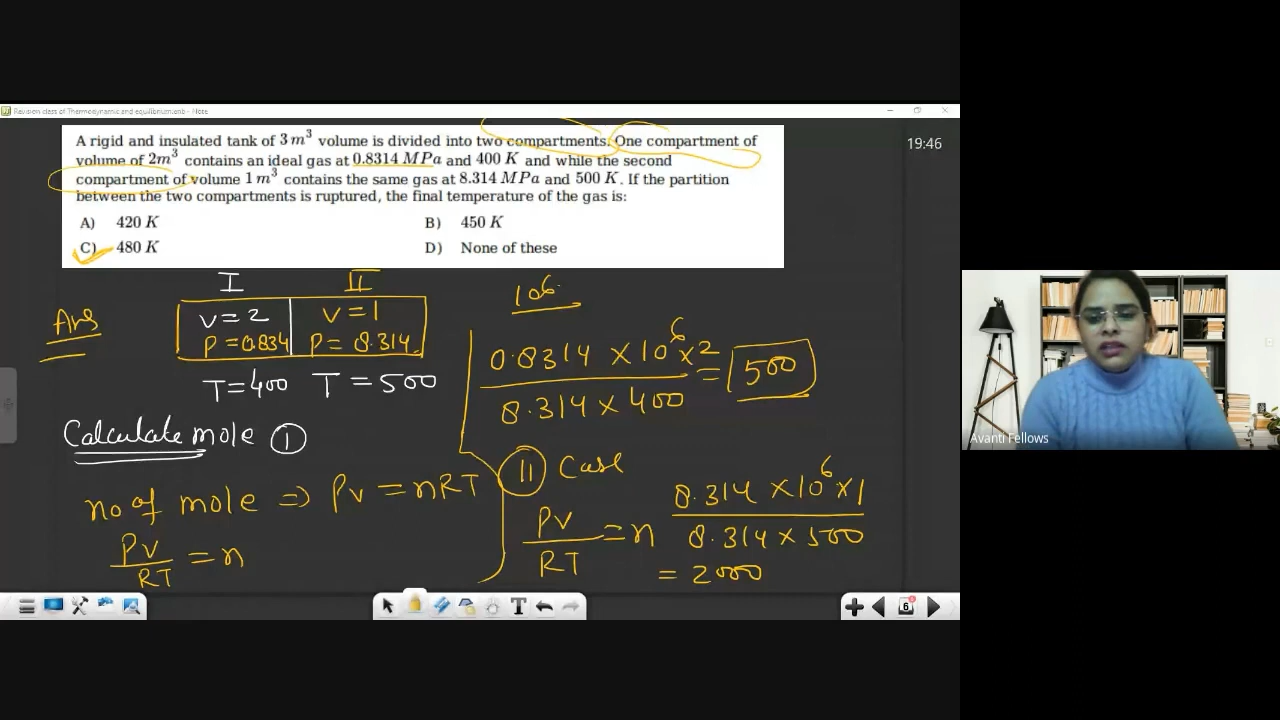 Revision class of Thermodynamic and equilibrium.enb - Note
A rigid and insulated tank of 3 m³ volume is divided into two compartments. One compartment of
volume of 2m³ contains an ideal gas at 0.8314 MPa and 400 K and while the second
compartment of volume 1 m³ contains the same gas at 8.314 MPa and 500 K. If the partition
between the two compartments is ruptured, the final temperature of the gas is:
A) 420 K B) 450 K
C) 480 K D) None of these
19:46
I II
Ans
V = 2 V = 1
P = 0.834 P = 8.314
T = 400 T = 500
Calculate mole ①
no of mole => PV = nRT
PV/RT = n
10⁶
0.8314 × 10⁶ × 2 / 8.314 × 400 = 500
II Case
PV/RT = n 8.314 × 10⁶ × 1 / 8.314 × 500
= 2000
Avanti Fellows
T
6